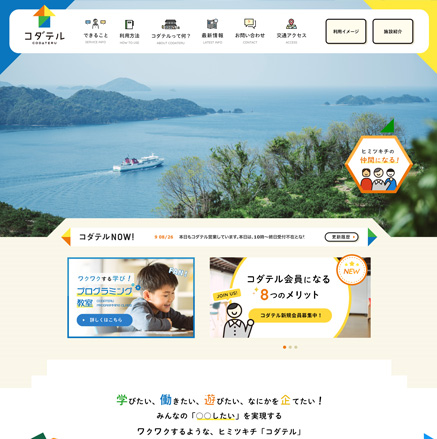 コダテル
CODATERU
できること
SERVICE INFO
利用方法
HOW TO USE
コダテルって何?
ABOUT CODATERU
最新情報
LATEST INFO
お問い合わせ
CONTACT
交通アクセス
ACCESS
利用イメージ
施設紹介
ヒミツキチの
仲間になる!
コダテルNOW!
本日もコダテル営業しています。本日は、10時〜終日受付不在となり
更新履歴
ワクワクする学び!
プログラミング
教室
詳しくはこちら
コダテル会員になる
8つのメリット
NEW
JOIN US!
コダテル新規会員募集中!
学びたい、働きたい、遊びたい、なにかを企てたい!
みんなの「〇〇したい」を実現する
ワクワクするような、ヒミツキチ「コダテル」